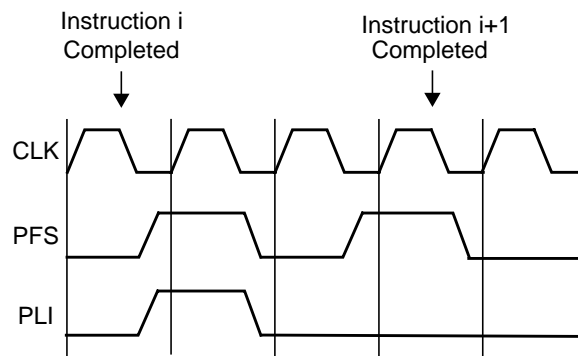 Instruction i
Completed
Instruction i+1
Completed
CLK
PFS
PLI